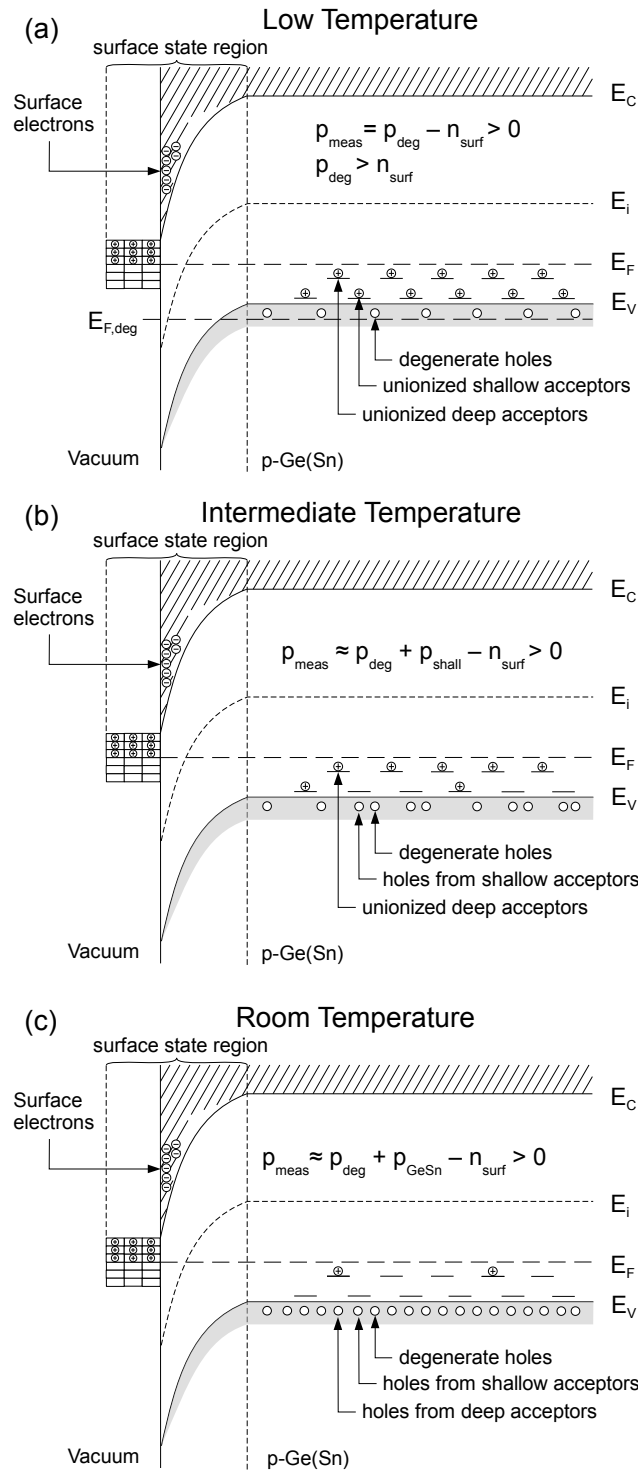 (a)
Low Temperature
surface state region
E_C
Surface
electrons
p_meas = p_deg – n_surf > 0
p_deg > n_surf
E_i
E_F
E_V
E_F,deg
degenerate holes
unionized shallow acceptors
unionized deep acceptors
Vacuum
p-Ge(Sn)
(b)
Intermediate Temperature
surface state region
E_C
Surface
electrons
p_meas ≈ p_deg + p_shall – n_surf > 0
E_i
E_F
E_V
degenerate holes
holes from shallow acceptors
unionized deep acceptors
Vacuum
p-Ge(Sn)
(c)
Room Temperature
surface state region
E_C
Surface
electrons
p_meas ≈ p_deg + p_GeSn – n_surf > 0
E_i
E_F
E_V
degenerate holes
holes from shallow acceptors
holes from deep acceptors
Vacuum
p-Ge(Sn)